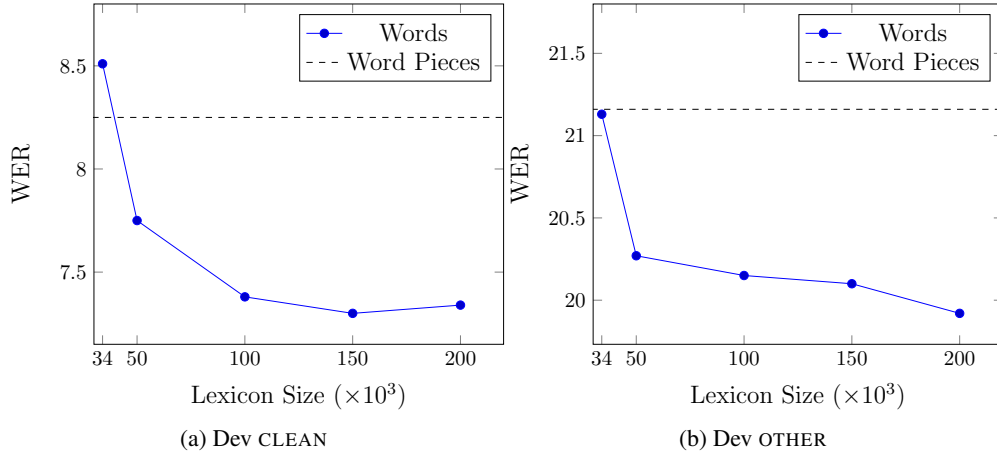 Words
Word Pieces
8.5
8
7.5
WER
34 50 100 150 200
Lexicon Size (×10³)
(a) Dev CLEAN
Words
Word Pieces
21.5
21
20.5
20
WER
34 50 100 150 200
Lexicon Size (×10³)
(b) Dev OTHER